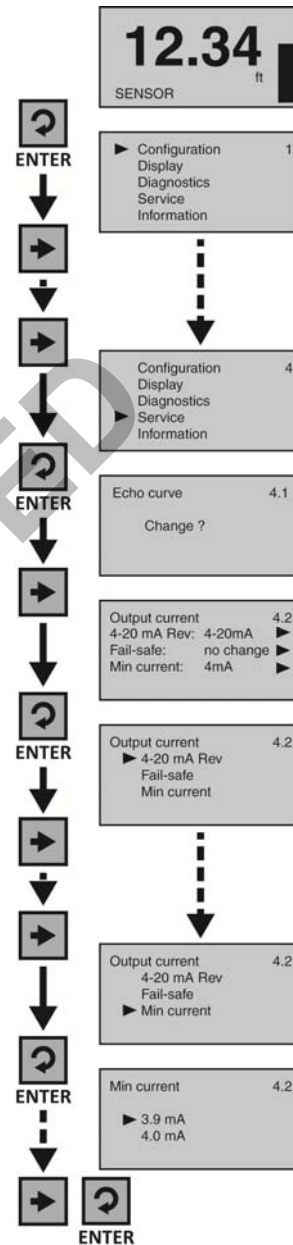 12.34
ft
SENSOR
ENTER
► Configuration 1
Display
Diagnostics
Service
Information
Configuration 4
Display
Diagnostics
► Service
Information
ENTER
Echo curve 4.1
Change ?
Output current 4.2
4-20 mA Rev: 4-20mA ►
Fail-safe: no change ►
Min current: 4mA ►
ENTER
Output current 4.2
► 4-20 mA Rev
Fail-safe
Min current
Output current 4.2
4-20 mA Rev
Fail-safe
► Min current
ENTER
Min current 4.2
► 3.9 mA
4.0 mA
ENTER